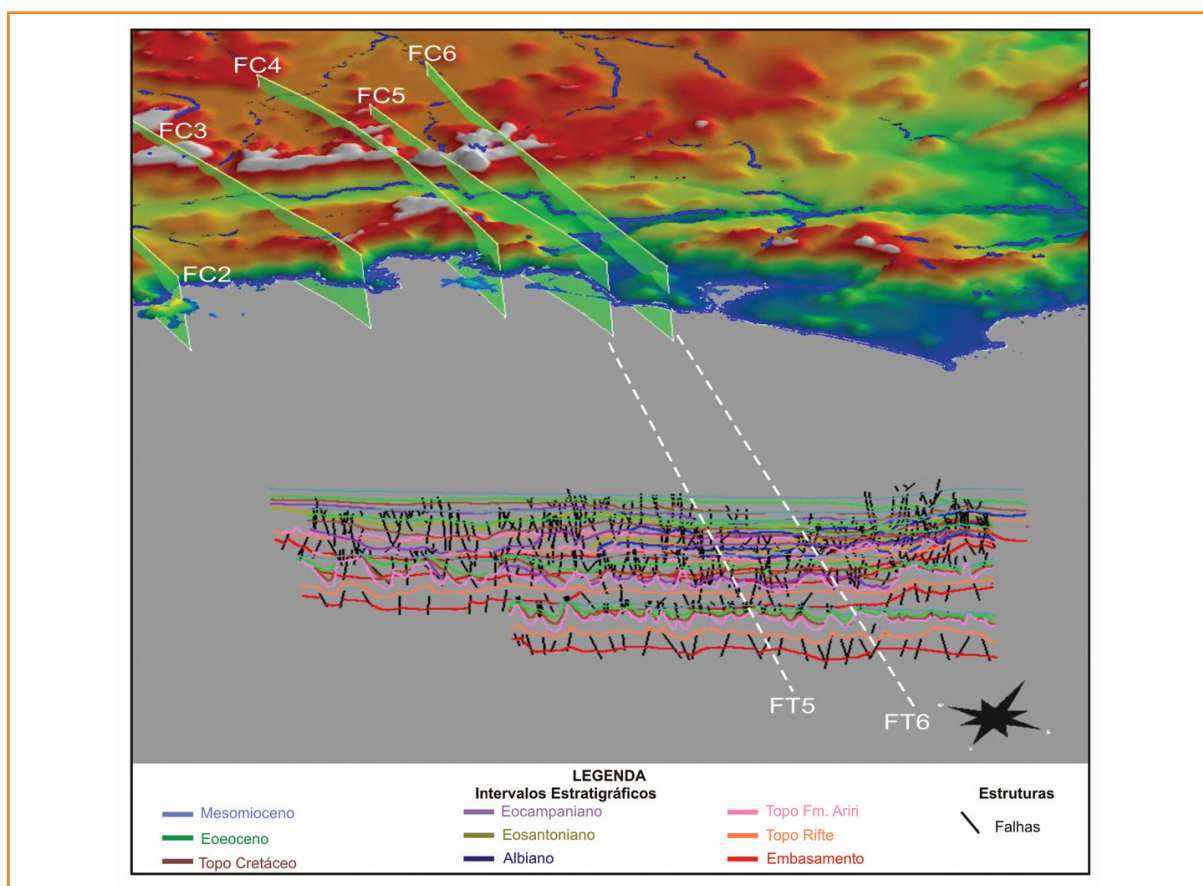 FC6
FC4
FC5
FC3
FC2
FT5
FT6
LEGENDA
Intervalos Estratigráficos
Estruturas
Mesomioceno
Eoeoceno
Topo Cretáceo
Eocampaniano
Eosantoniano
Albiano
Topo Fm. Ariri
Topo Rifte
Embasamento
Falhas